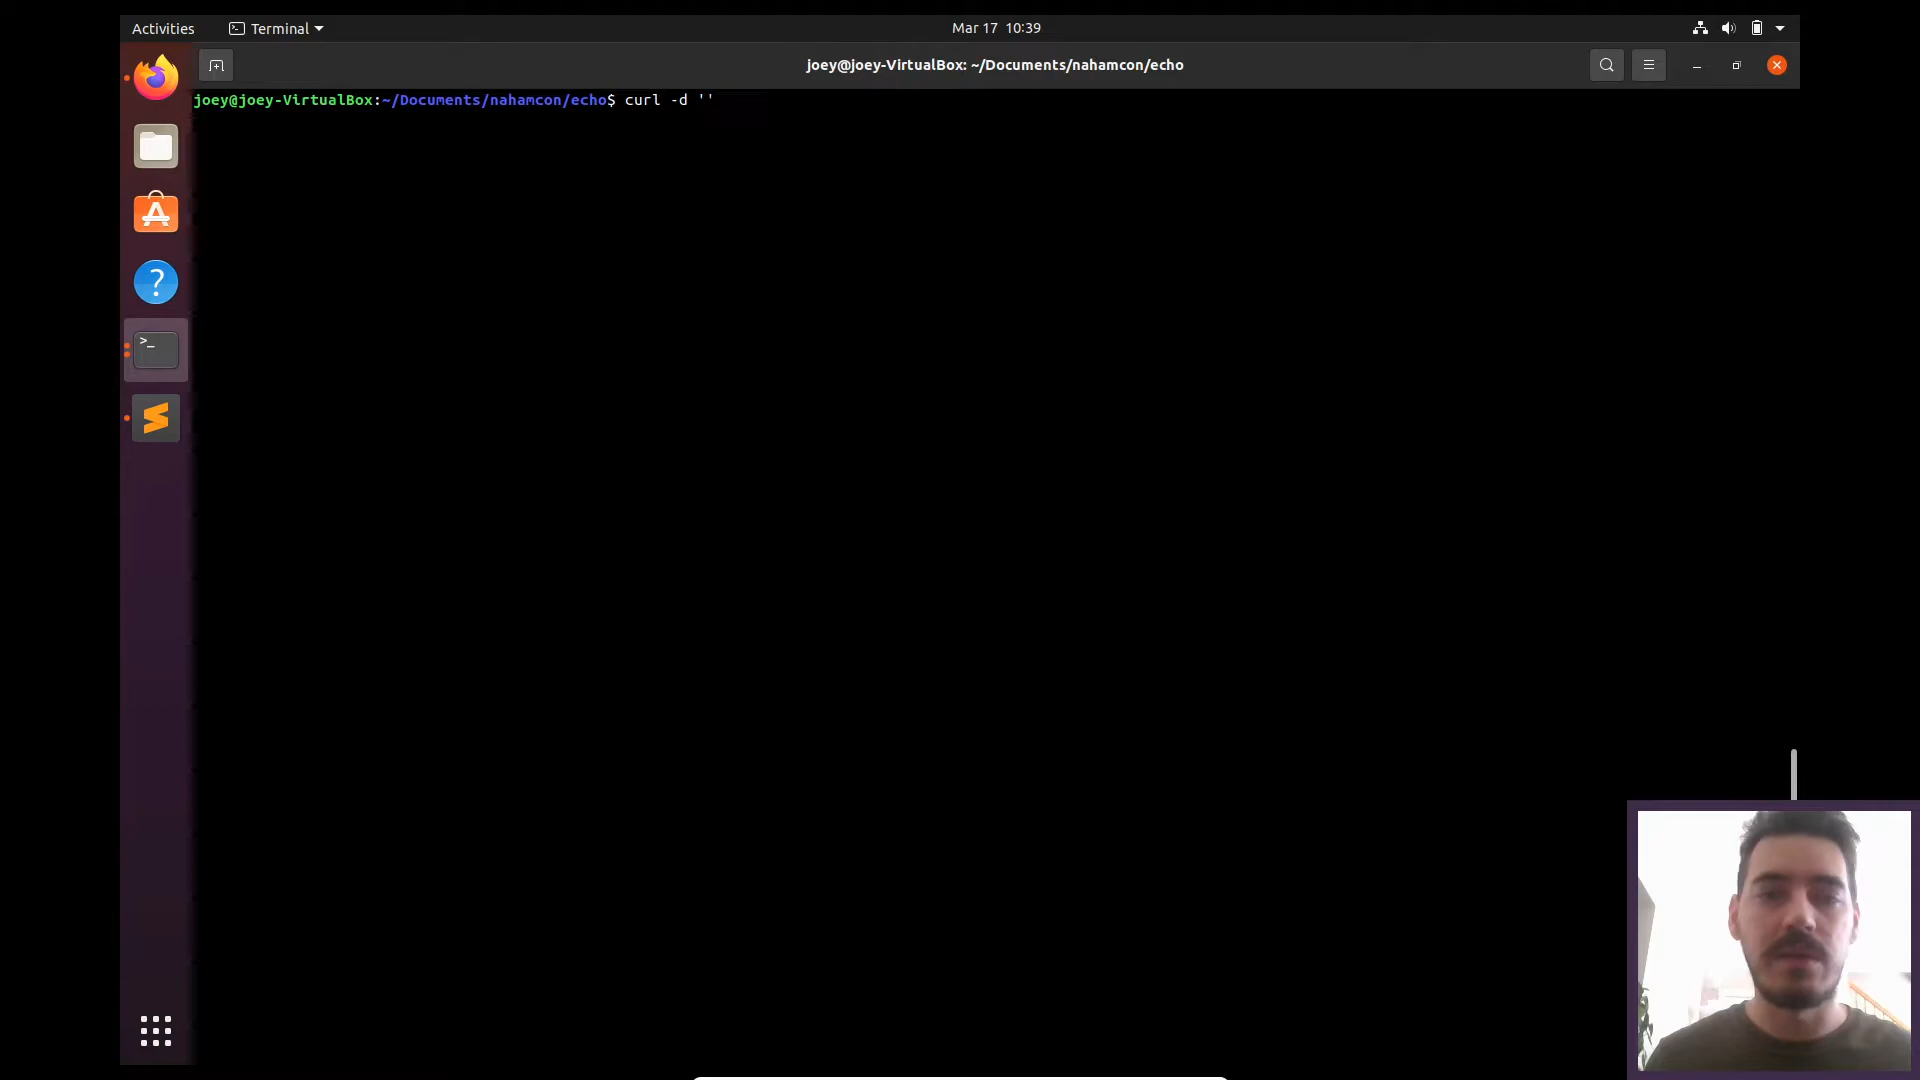 Activities
Terminal
Mar 17 10:39
joey@joey-VirtualBox: ~/Documents/nahamcon/echo
joey@joey-VirtualBox:~/Documents/nahamcon/echo$ curl -d ''
>_